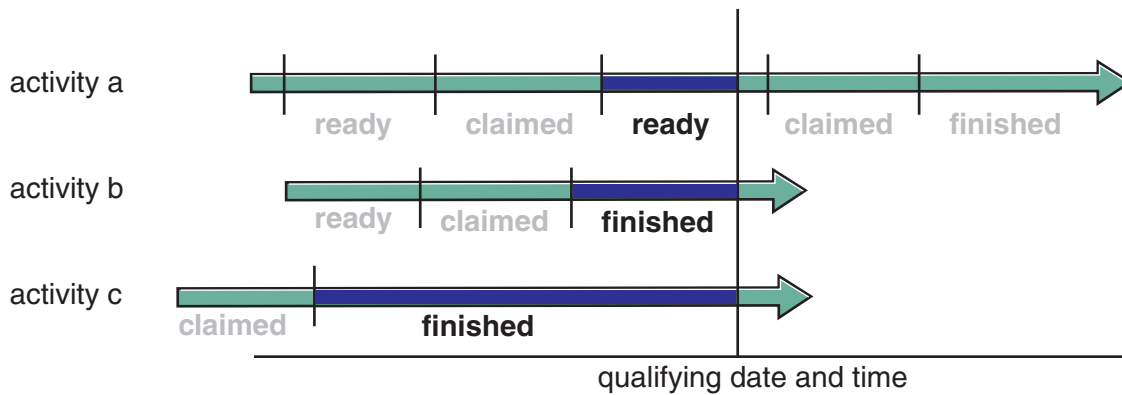 activity a
ready claimed ready claimed finished
activity b
ready claimed finished
activity c
claimed finished
qualifying date and time